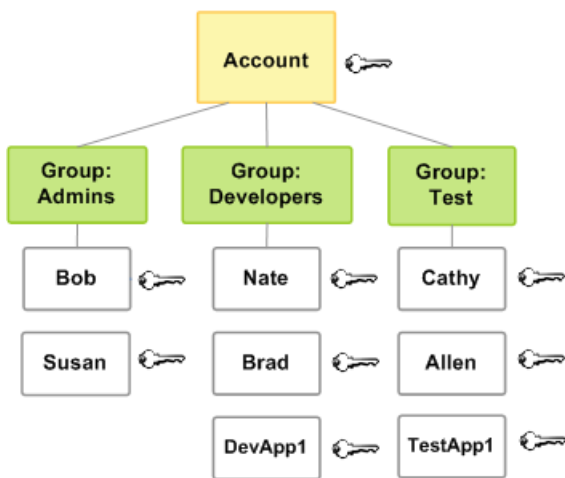 Account
Group:
Admins
Group:
Developers
Group:
Test
Bob
Nate
Cathy
Susan
Brad
Allen
DevApp1
TestApp1